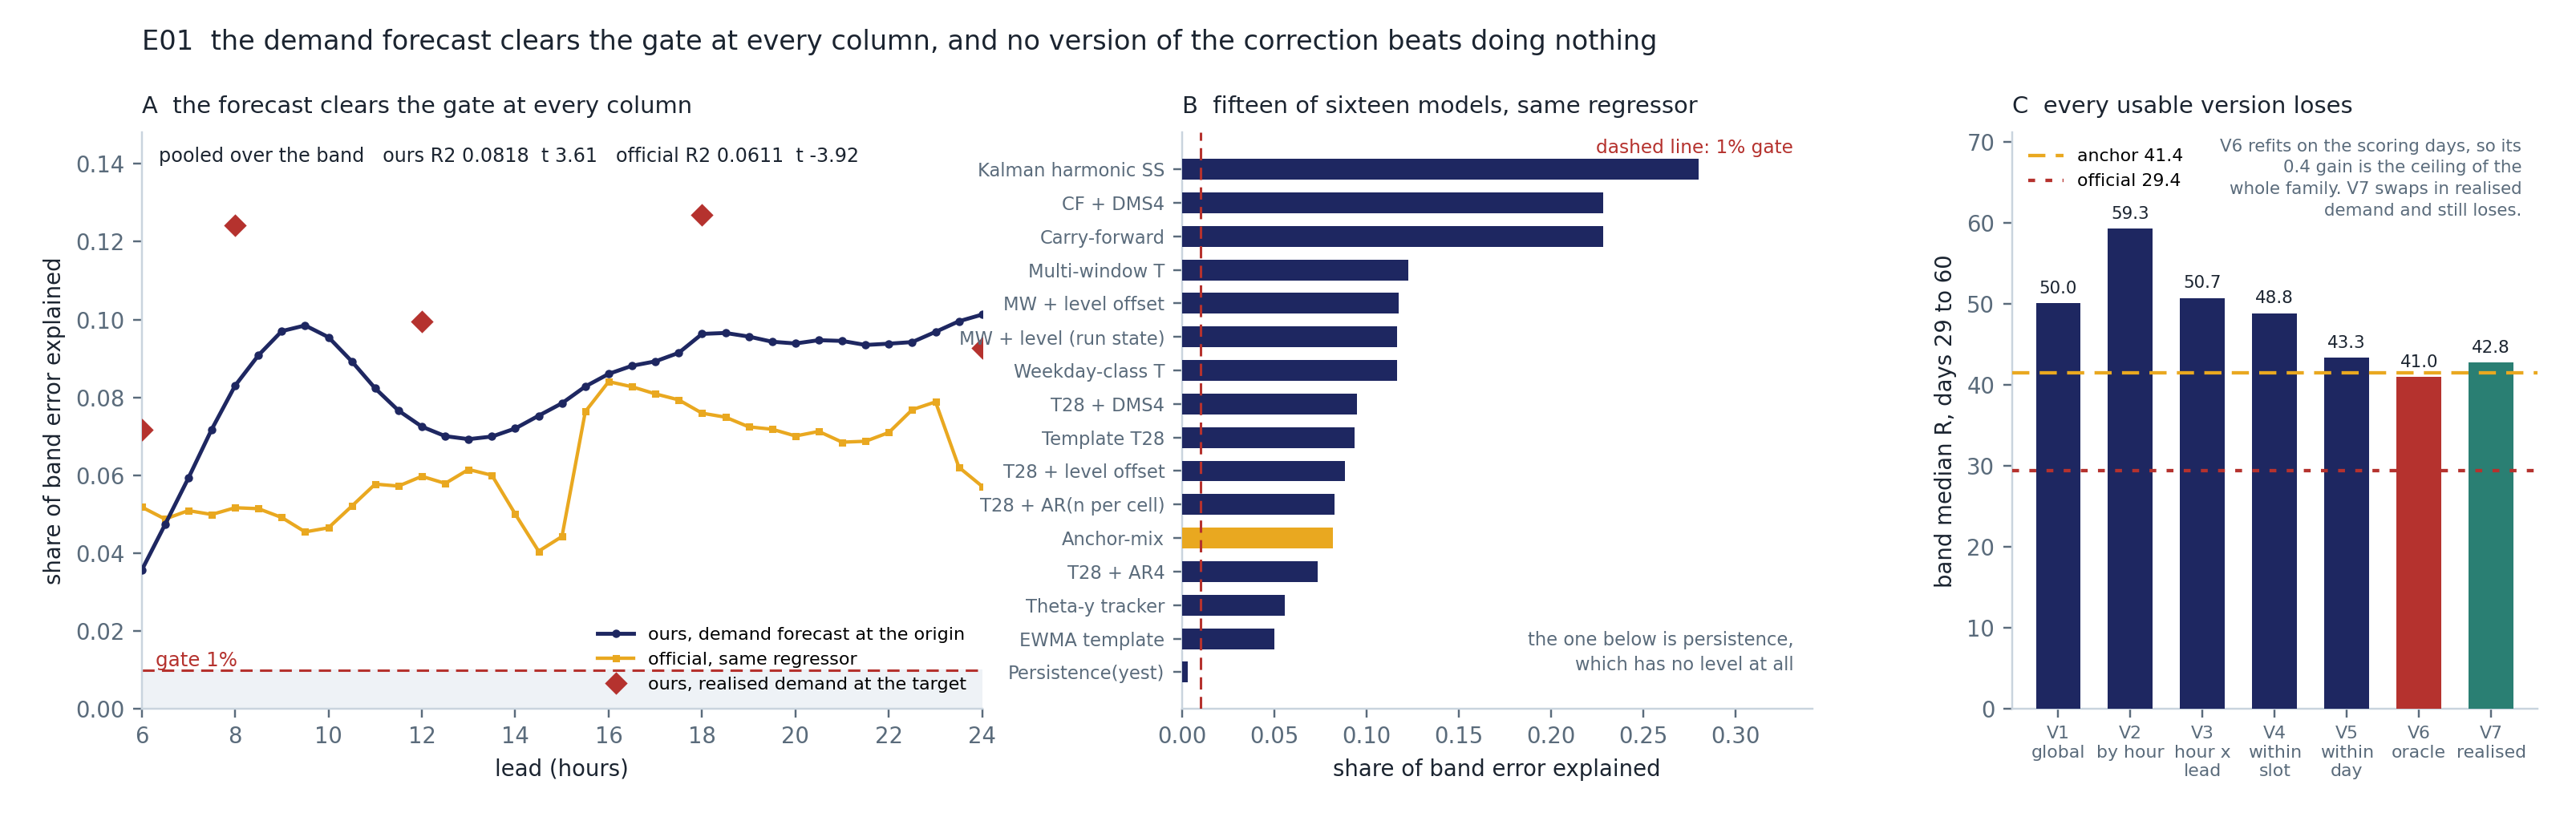 E01  the demand forecast clears the gate at every column, and no version of the correction beats doing nothing
A  the forecast clears the gate at every column
pooled over the band   ours R2 0.0818  t 3.61   official R2 0.0611  t -3.92
share of band error explained
0.14
0.12
0.10
0.08
0.06
0.04
0.02
0.00
gate 1%
ours, demand forecast at the origin
official, same regressor
ours, realised demand at the target
6 8 10 12 14 16 18 20 22 24
lead (hours)
B  fifteen of sixteen models, same regressor
dashed line: 1% gate
Kalman harmonic SS
CF + DMS4
Carry-forward
Multi-window T
MW + level offset
MW + level (run state)
Weekday-class T
T28 + DMS4
Template T28
T28 + level offset
T28 + AR(n per cell)
Anchor-mix
T28 + AR4
Theta-y tracker
EWMA template
Persistence(yest)
the one below is persistence,
which has no level at all
0.00 0.05 0.10 0.15 0.20 0.25 0.30
share of band error explained
C  every usable version loses
band median R, days 29 to 60
70
60
50
40
30
20
10
0
anchor 41.4
official 29.4
V6 refits on the scoring days, so its
0.4 gain is the ceiling of the
whole family. V7 swaps in realised
demand and still loses.
50.0
59.3
50.7
48.8
43.3
41.0
42.8
V1
global
V2
by hour
V3
hour x
lead
V4
within
slot
V5
within
day
V6
oracle
V7
realised